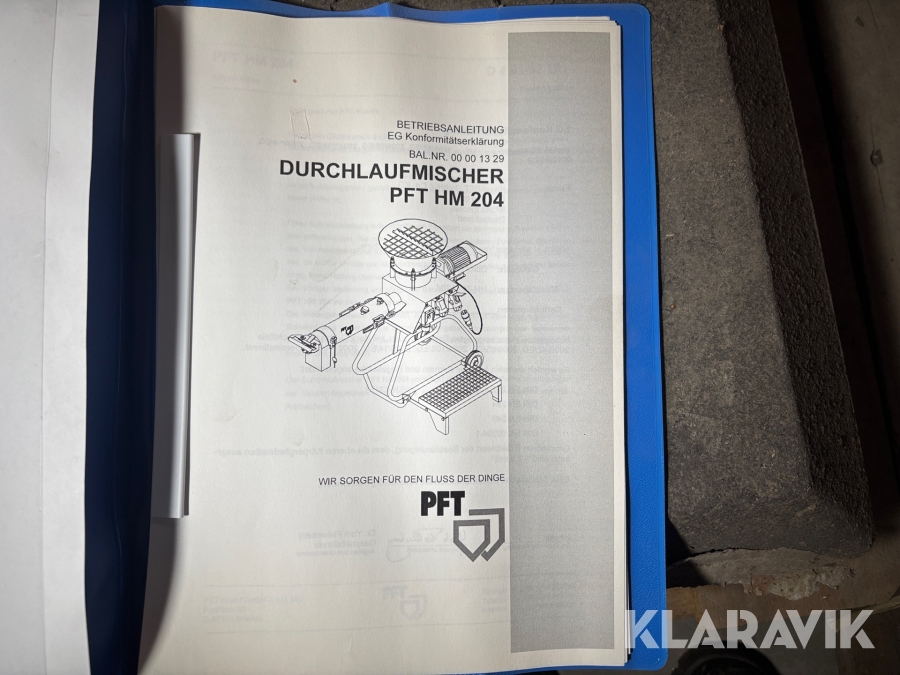 BETRIEBSANLEITUNG
EG Konformitätserklärung
BAL.NR. 00 00 13 29
DURCHLAUFMISCHER
PFT HM 204
WIR SORGEN FÜR DEN FLUSS DER DINGE
PFT
KLARAVIK